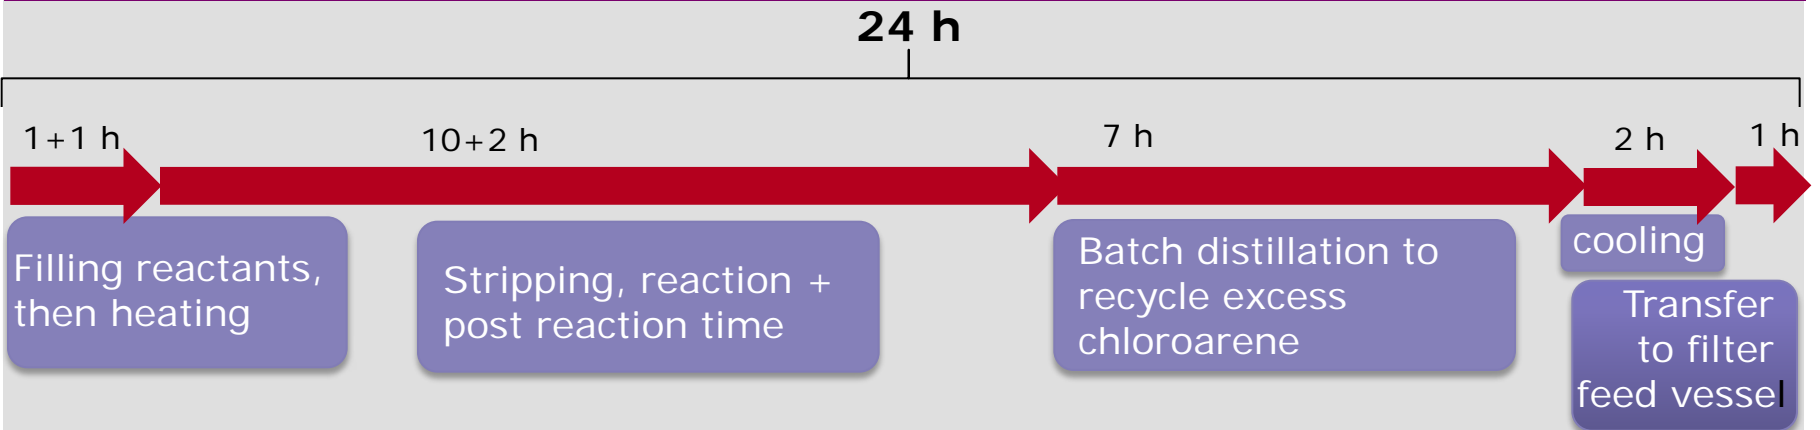 24 h
1+1 h
10+2 h
7 h
2 h
1 h
Filling reactants,
then heating
Stripping, reaction +
post reaction time
Batch distillation to
recycle excess
chloroarene
cooling
Transfer
to filter
feed vessel